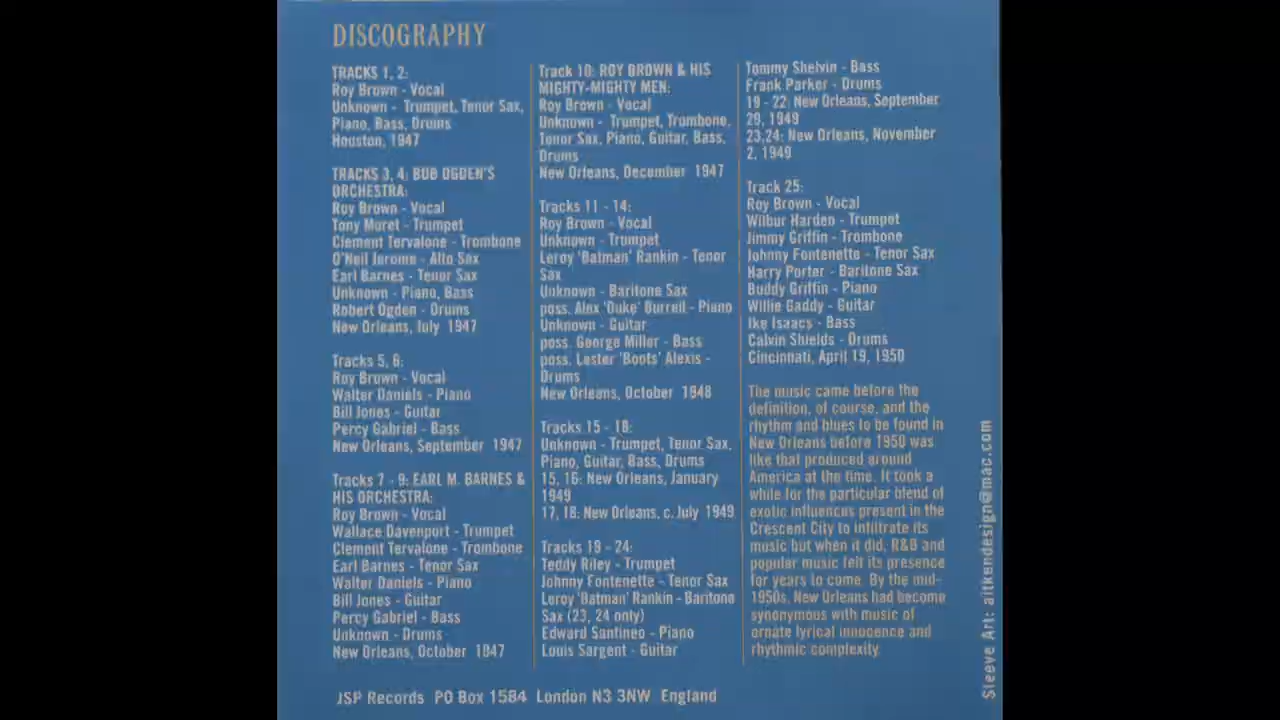 DISCOGRAPHY
TRACKS 1, 2:
Roy Brown - Vocal
Unknown - Trumpet, Tenor Sax,
Piano, Bass, Drums
Houston, 1947
TRACKS 3, 4: BOB OGDEN'S
ORCHESTRA:
Roy Brown - Vocal
Tony Moret - Trumpet
Clement Tervalone - Trombone
O'Neil Jerome - Alto Sax
Earl Barnes - Tenor Sax
Unknown - Piano, Bass
Robert Ogden - Drums
New Orleans, July 1947
Tracks 5, 6:
Roy Brown - Vocal
Walter Daniels - Piano
Bill Jones - Guitar
Percy Gabriel - Bass
New Orleans, September 1947
Tracks 7 - 9: EARL M. BARNES &
HIS ORCHESTRA:
Roy Brown - Vocal
Wallace Davenport - Trumpet
Clement Tervalone - Trombone
Earl Barnes - Tenor Sax
Walter Daniels - Piano
Bill Jones - Guitar
Percy Gabriel - Bass
Unknown - Drums
New Orleans, October 1947
Track 10: ROY BROWN & HIS
MIGHTY-MIGHTY MEN:
Roy Brown - Vocal
Unknown - Trumpet, Trombone,
Tenor Sax, Piano, Guitar, Bass,
Drums
New Orleans, December 1947
Tracks 11 - 14:
Roy Brown - Vocal
Unknown - Trumpet
Leroy 'Batman' Rankin - Tenor
Sax
Unknown - Baritone Sax
poss. Alex 'Duke' Burrell - Piano
Unknown - Guitar
poss. George Miller - Bass
poss. Lester 'Boots' Alexis -
Drums
New Orleans, October 1948
Tracks 15 - 18:
Unknown - Trumpet, Tenor Sax,
Piano, Guitar, Bass, Drums
15, 16: New Orleans, January
1949
17, 18: New Orleans, c. July 1949
Tracks 19 - 24:
Teddy Riley - Trumpet
Johnny Fontenette - Tenor Sax
Leroy 'Batman' Rankin - Baritone
Sax (23, 24 only)
Edward Santineo - Piano
Louis Sargent - Guitar
Tommy Shelvin - Bass
Frank Parker - Drums
19 - 22: New Orleans, September
29, 1949
23,24: New Orleans, November
2, 1949
Track 25:
Roy Brown - Vocal
Wilbur Harden - Trumpet
Jimmy Griffin - Trombone
Johnny Fontenette - Tenor Sax
Harry Porter - Baritone Sax
Buddy Griffin - Piano
Willie Gaddy - Guitar
Ike Isaacs - Bass
Calvin Shields - Drums
Cincinnati, April 19, 1950
The music came before the
definition, of course, and the
rhythm and blues to be found in
New Orleans before 1950 was
like that produced around
America at the time. It took a
while for the particular blend of
exotic influences present in the
Crescent City to infiltrate its
music but when it did, R&B and
popular music felt its presence
for years to come. By the mid-
1950s, New Orleans had become
synonymous with music of
ornate lyrical innocence and
rhythmic complexity.
Sleeve Art: aitkendesign@mac.com
JSP Records PO Box 1584 London N3 3NW England